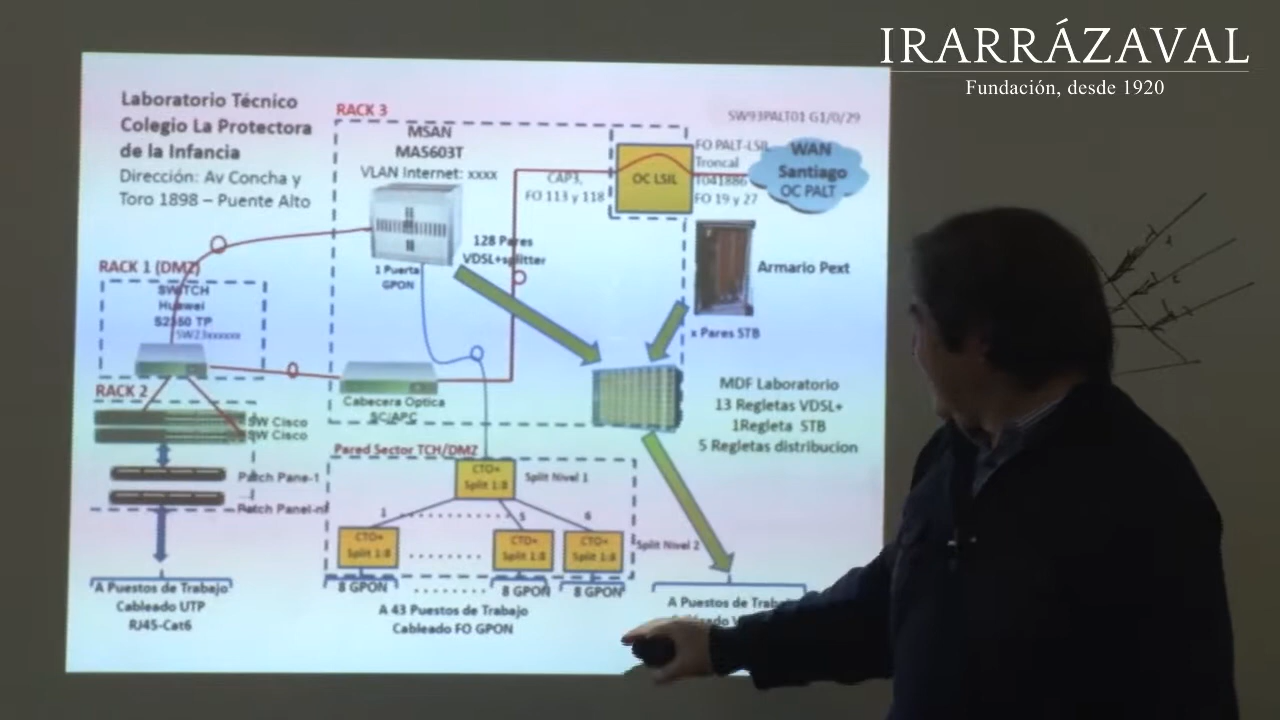 IRARRÁZAVAL
Fundación, desde 1920
Laboratorio Técnico
Colegio La Protectora
de la Infancia
Dirección: Av Concha y
Toro 1898 – Puente Alto
RACK 3
MSAN
MA5603T
VLAN Internet: xxxx
SW93PALT01 G1/0/29
FO PALT-LSIL
Troncal
T041886
FO 19 y 27
WAN
Santiago
OC PALT
OC LSIL
CAP3,
FO 113 y 118
128 Pares
VDSL+splitter
1 Puerta
GPON
Armario Pext
x Pares STB
RACK 1 (DMZ)
SWITCH
Huawei
S2350 TP
SW23xxxxxx
RACK 2
SW Cisco
SW Cisco
Patch Pane-1
Patch Panel-n
Cabecera Optica
SC/APC
MDF Laboratorio
13 Regletas VDSL+
1Regleta STB
5 Regletas distribucion
Pared Sector TCH/DMZ
CTO+
Split 1:8
Split Nivel 1
1
5
6
CTO+
Split 1:8
CTO+
Split 1:8
CTO+
Split 1:8
Split Nivel 2
8 GPON
8 GPON
8 GPON
A 43 Puestos de Trabajo
Cableado FO GPON
A Puestos de Trabajo
Cableado UTP
RJ45-Cat6
A Puestos de